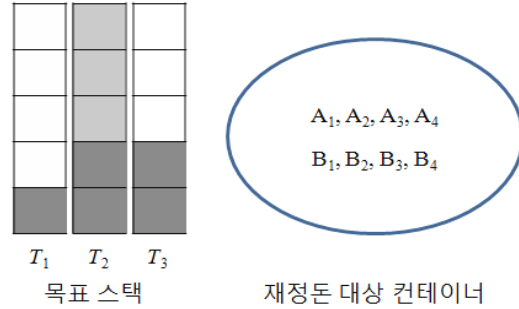 A₁, A₂, A₃, A₄
B₁, B₂, B₃, B₄
T₁ T₂ T₃
목표 스택
재정돈 대상 컨테이너